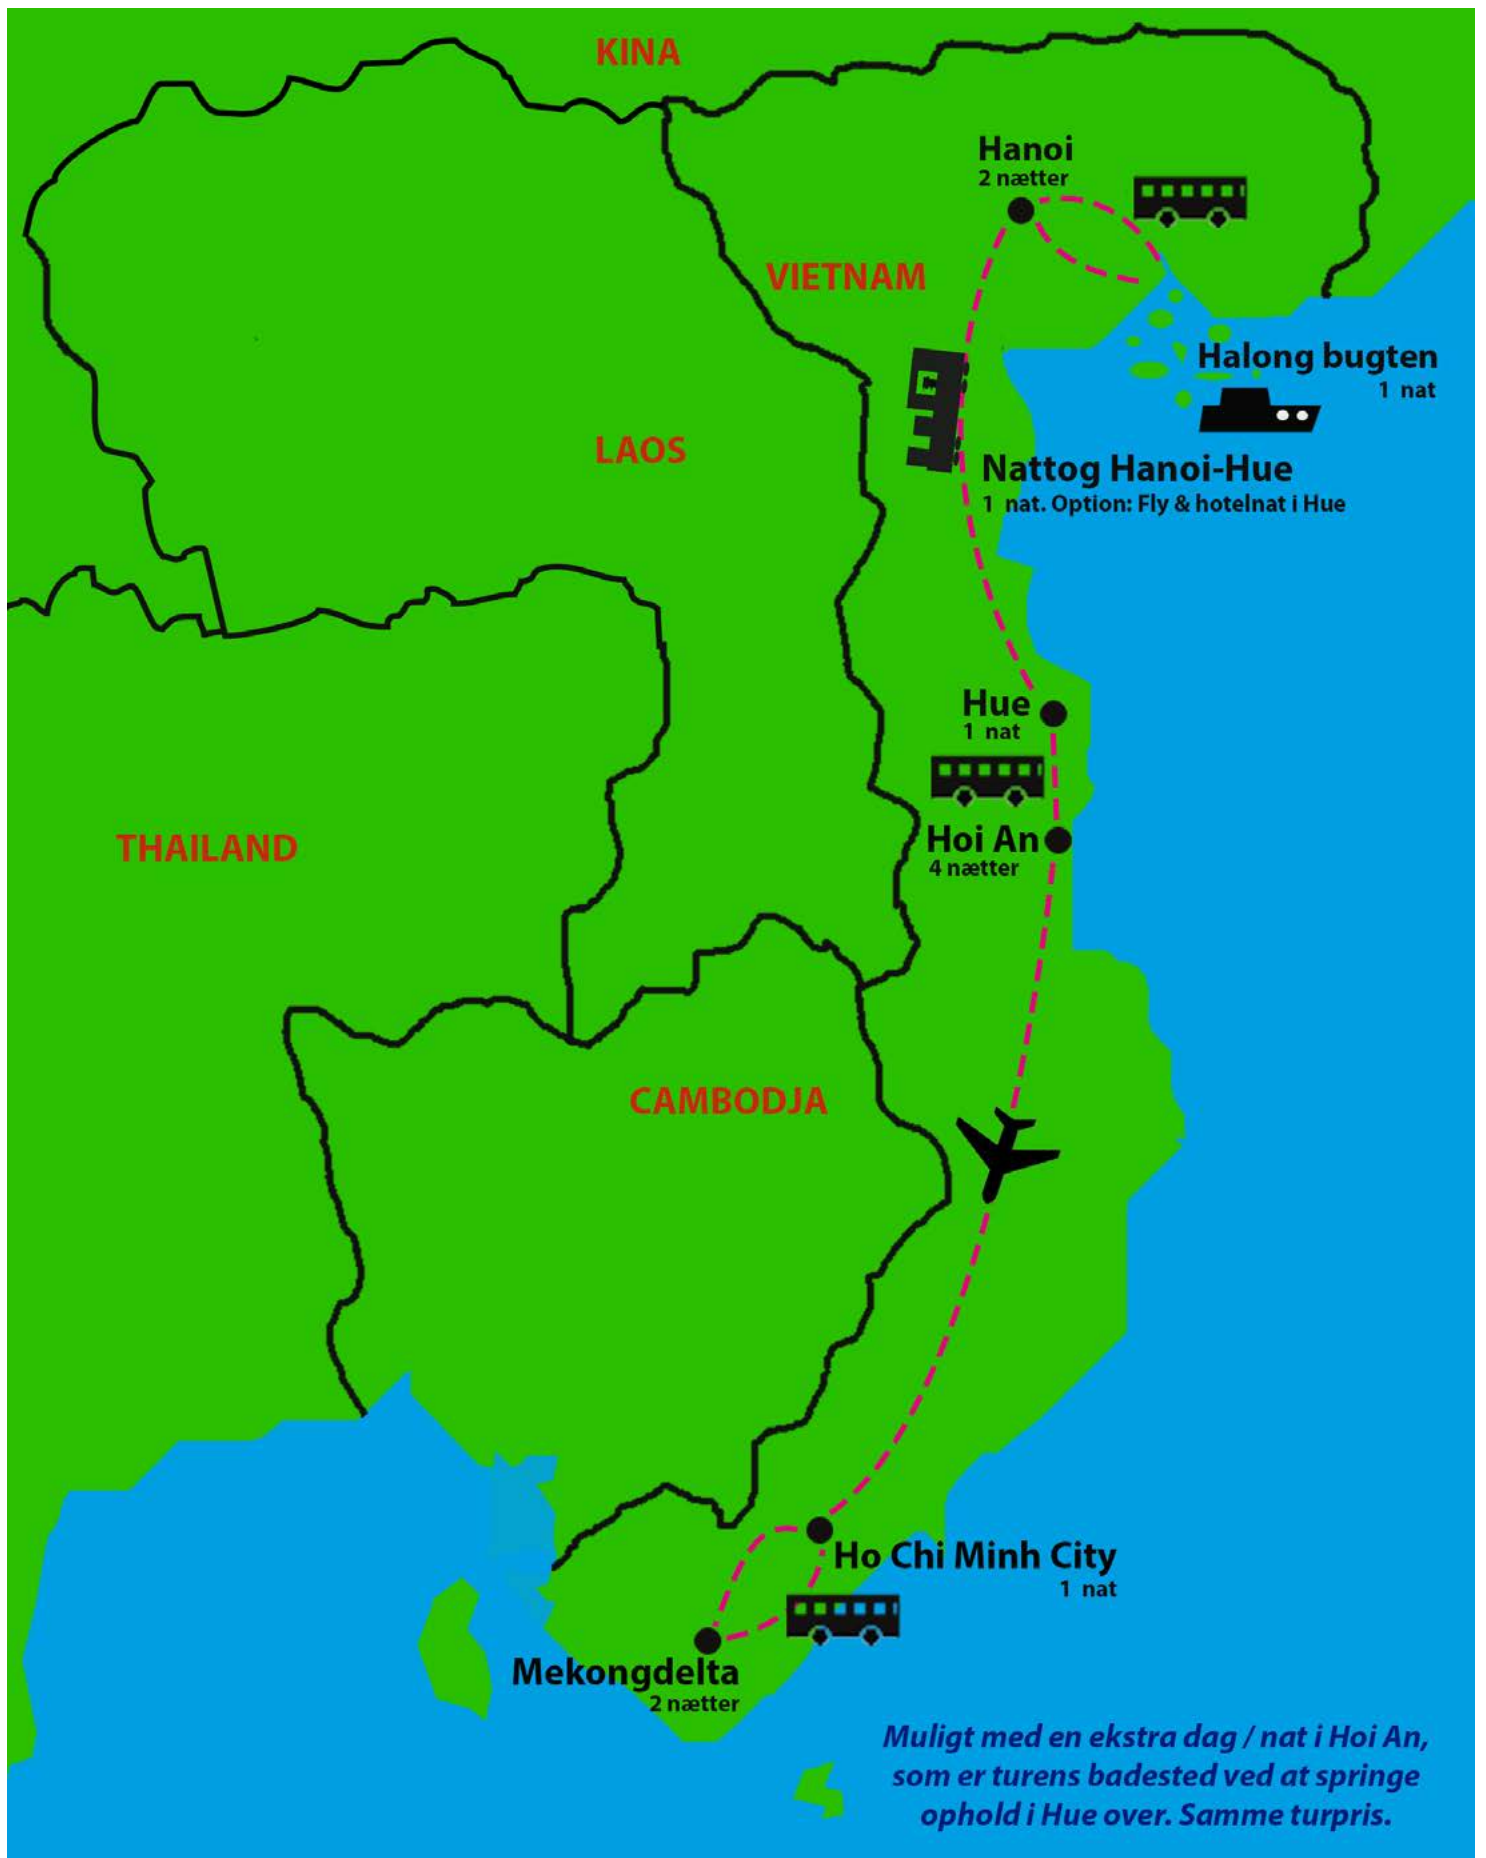 KINA
Hanoi
2 nætter
VIETNAM
Halong bugten
1 nat
LAOS
Nattog Hanoi-Hue
1 nat. Option: Fly & hotelnat i Hue
Hue
1 nat
THAILAND
Hoi An
4 nætter
CAMBODJA
Ho Chi Minh City
1 nat
Mekongdelta
2 nætter
Muligt med en ekstra dag / nat i Hoi An,
som er turens badested ved at springe
ophold i Hue over. Samme turpris.